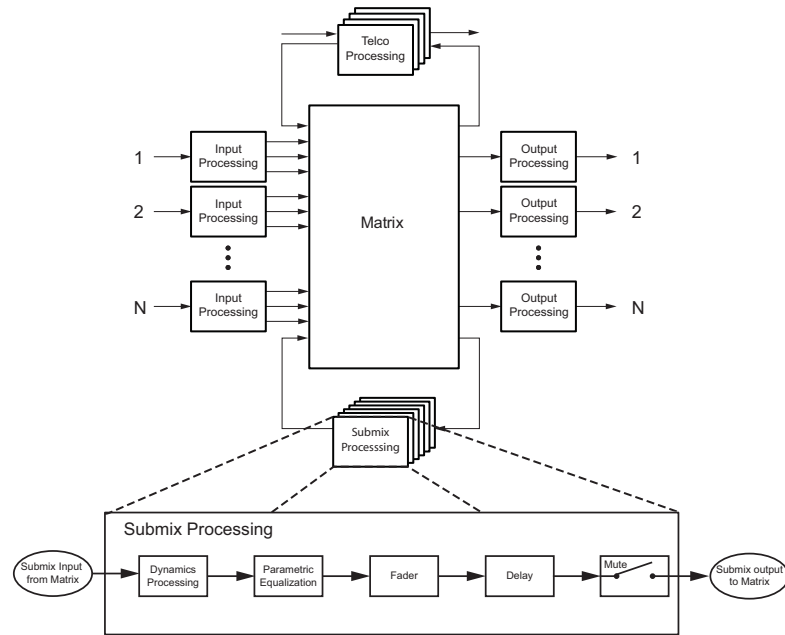 Telco
Processing
1
Input
Processing
Output
Processing
1
2
Input
Processing
Matrix
Output
Processing
2
N
Input
Processing
Output
Processing
N
Submix
Processsing
Submix Processing
Submix Input
from Matrix
Dynamics
Processing
Parametric
Equalization
Fader
Delay
Mute
Submix output
to Matrix